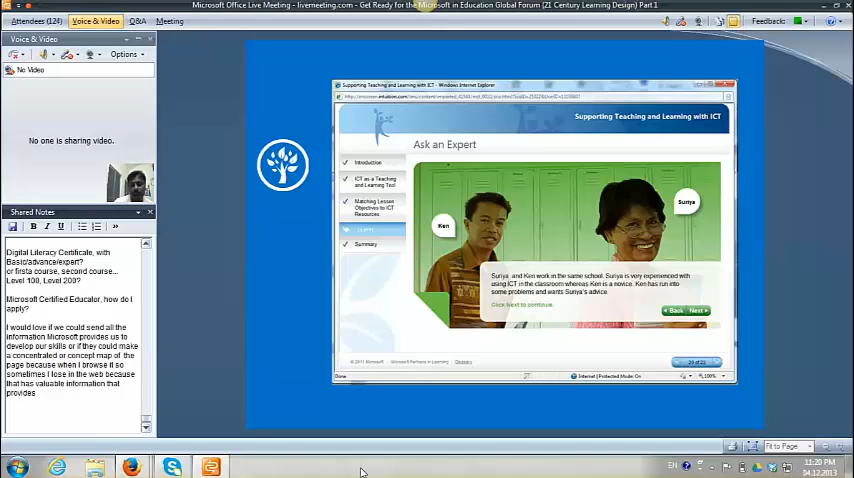 Microsoft Office Live Meeting - livemeeting.com - Get Ready for the Microsoft in Education Global Forum (21 Century Learning Design) Part 1
Attendees (124) Voice & Video Q&A Meeting
Feedback:
Voice & Video
Options
No Video
No one is sharing video.
Shared Notes
B I U
Digital Literacy Certificate, with
Basic/advance/expert?
or firsta course, second course...
Level 100, Level 200?
Microsoft Certified Educator, how do I
apply?
I would love if we could send all the
information Microsoft provides us to
develop our skills or if they could make
a concentrated or concept map of the
page because when I browse it so
sometimes I lose in the web because
that has valuable information that
provides
Supporting Teaching and Learning with ICT - Windows Internet Explorer
Supporting Teaching and Learning with ICT
Ask an Expert
Introduction
ICT as a Teaching
and Learning Tool
Matching Lesson
Objectives to ICT
Resources
Summary
Ken
Suriya
Suriya and Ken work in the same school. Suriya is very experienced with
using ICT in the classroom whereas Ken is a novice. Ken has run into
some problems and wants Suriya's advice.
Click Next to continue.
Back Next
© 2011 Microsoft Microsoft Partners in Learning Glossary
Done
Internet | Protected Mode: On
100%
Fit to Page
EN
11:20 PM
04.12.2013